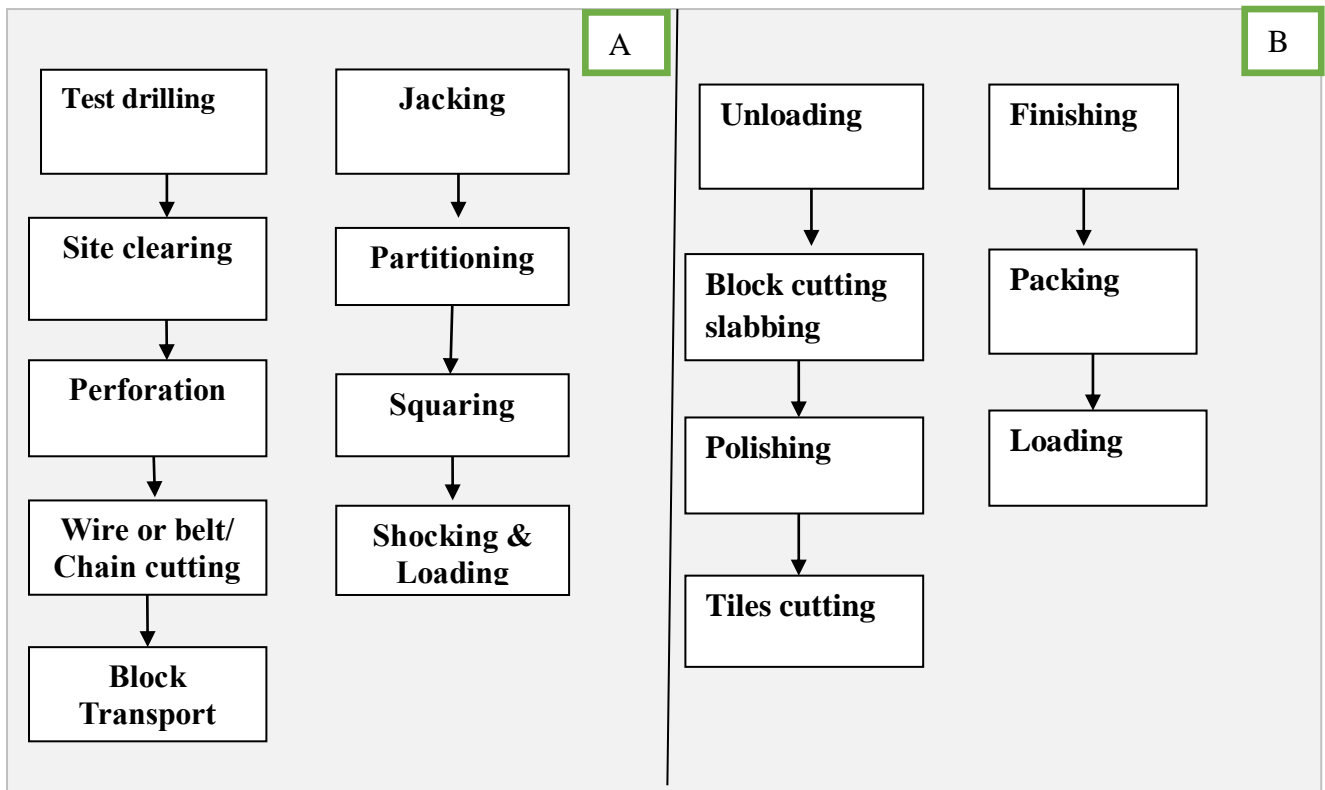 A
Test drilling
Site clearing
Perforation
Wire or belt/
Chain cutting
Block
Transport
Jacking
Partitioning
Squaring
Shocking &
Loading
B
Unloading
Block cutting
slabbing
Polishing
Tiles cutting
Finishing
Packing
Loading